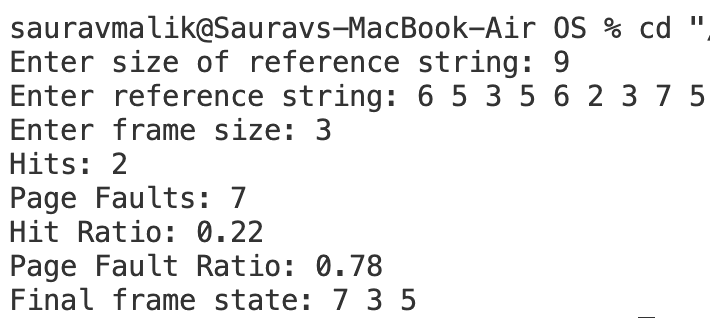 sauravmalik@Sauravs-MacBook-Air OS % cd "/
Enter size of reference string: 9
Enter reference string: 6 5 3 5 6 2 3 7 5
Enter frame size: 3
Hits: 2
Page Faults: 7
Hit Ratio: 0.22
Page Fault Ratio: 0.78
Final frame state: 7 3 5